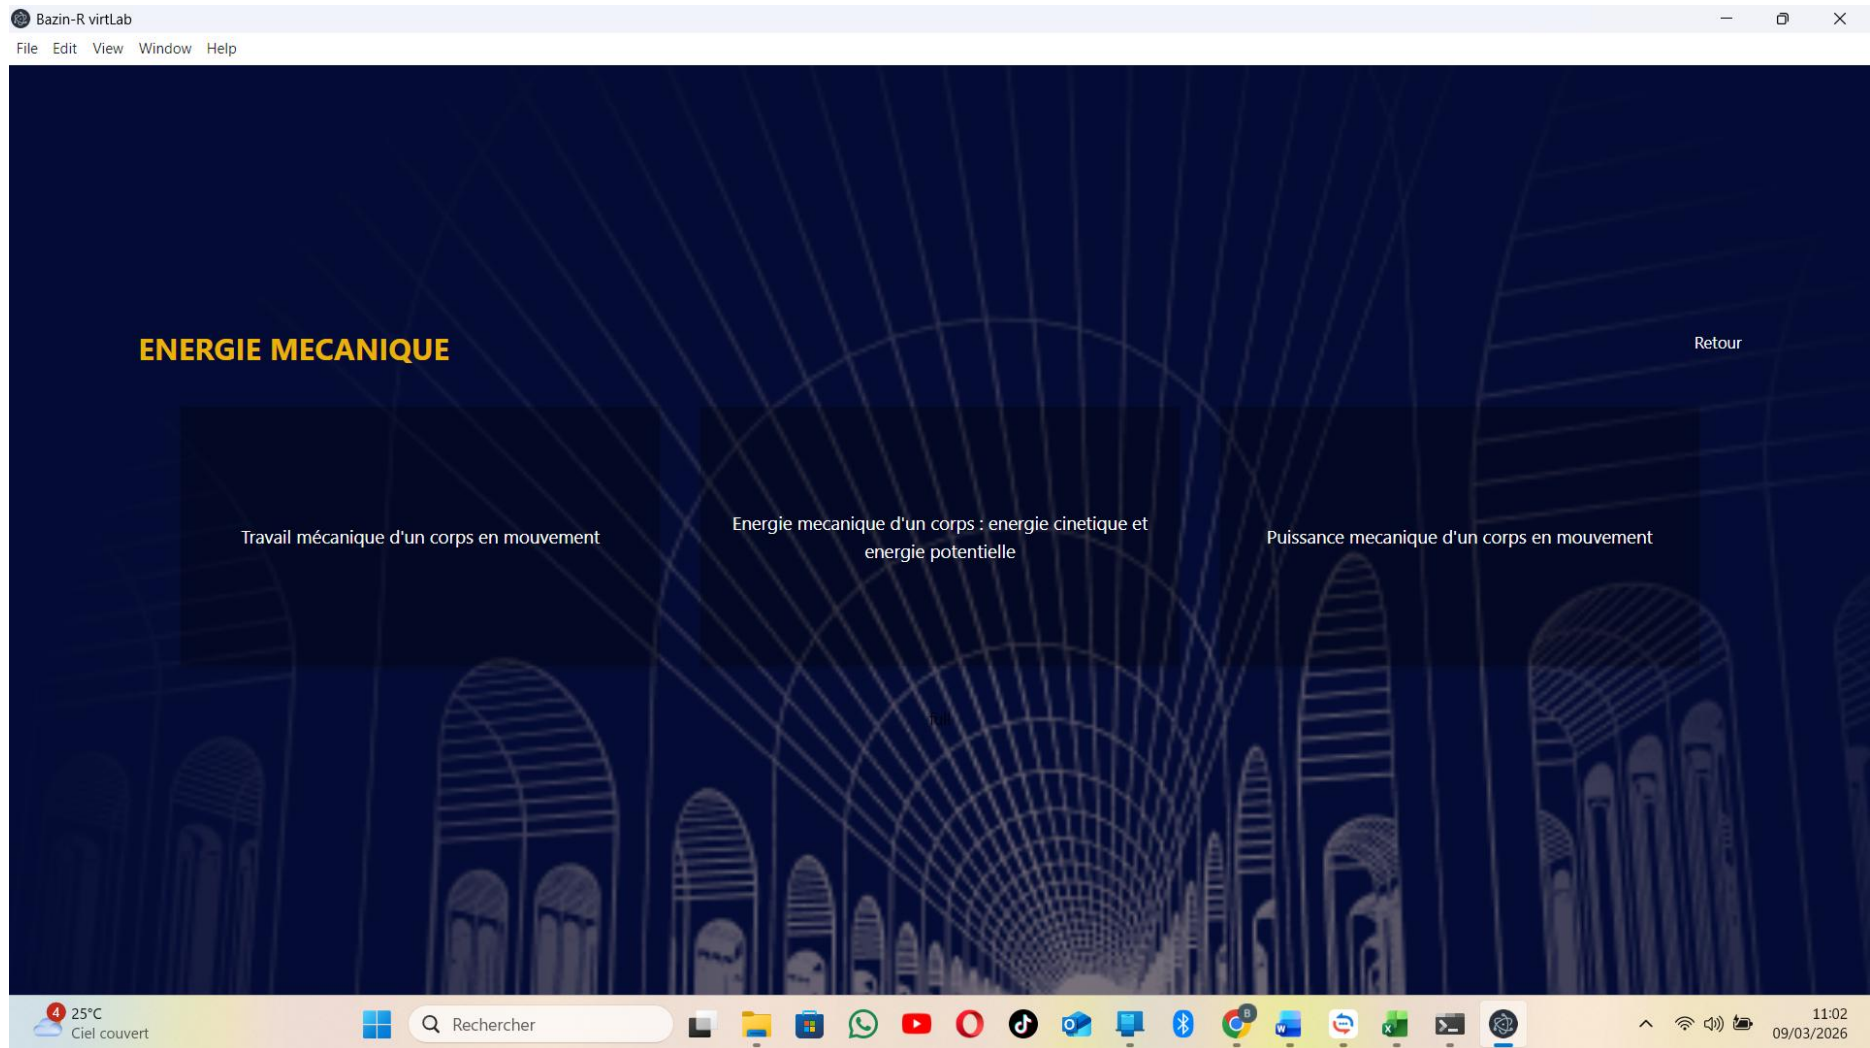 Bazin-R virtLab
File Edit View Window Help
ENERGIE MECANIQUE
Retour
Travail mécanique d'un corps en mouvement
Energie mecanique d'un corps : energie cinetique et
energie potentielle
Puissance mecanique d'un corps en mouvement
full
4
25°C
Ciel couvert
Rechercher
B
11:02
09/03/2026